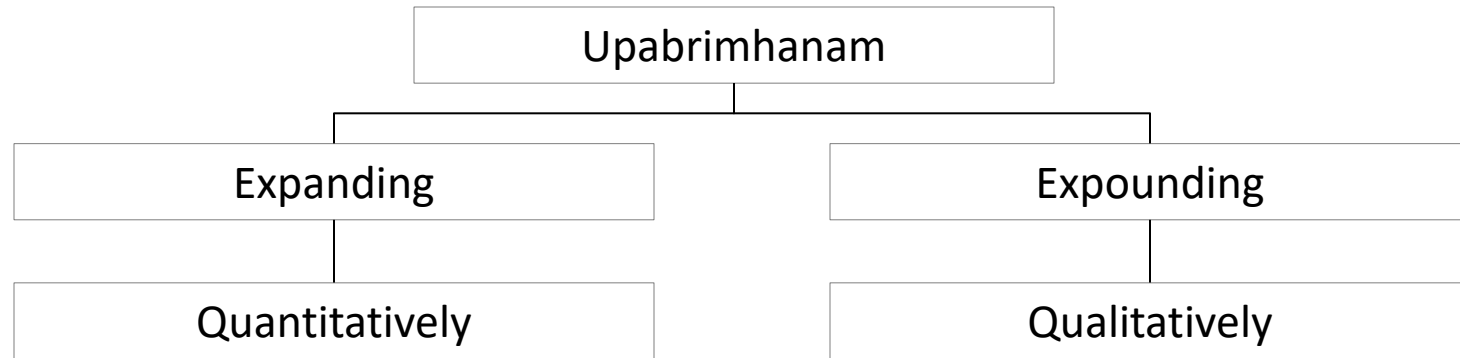 Upabrimhanam
Expanding
Expounding
Quantitatively
Qualitatively